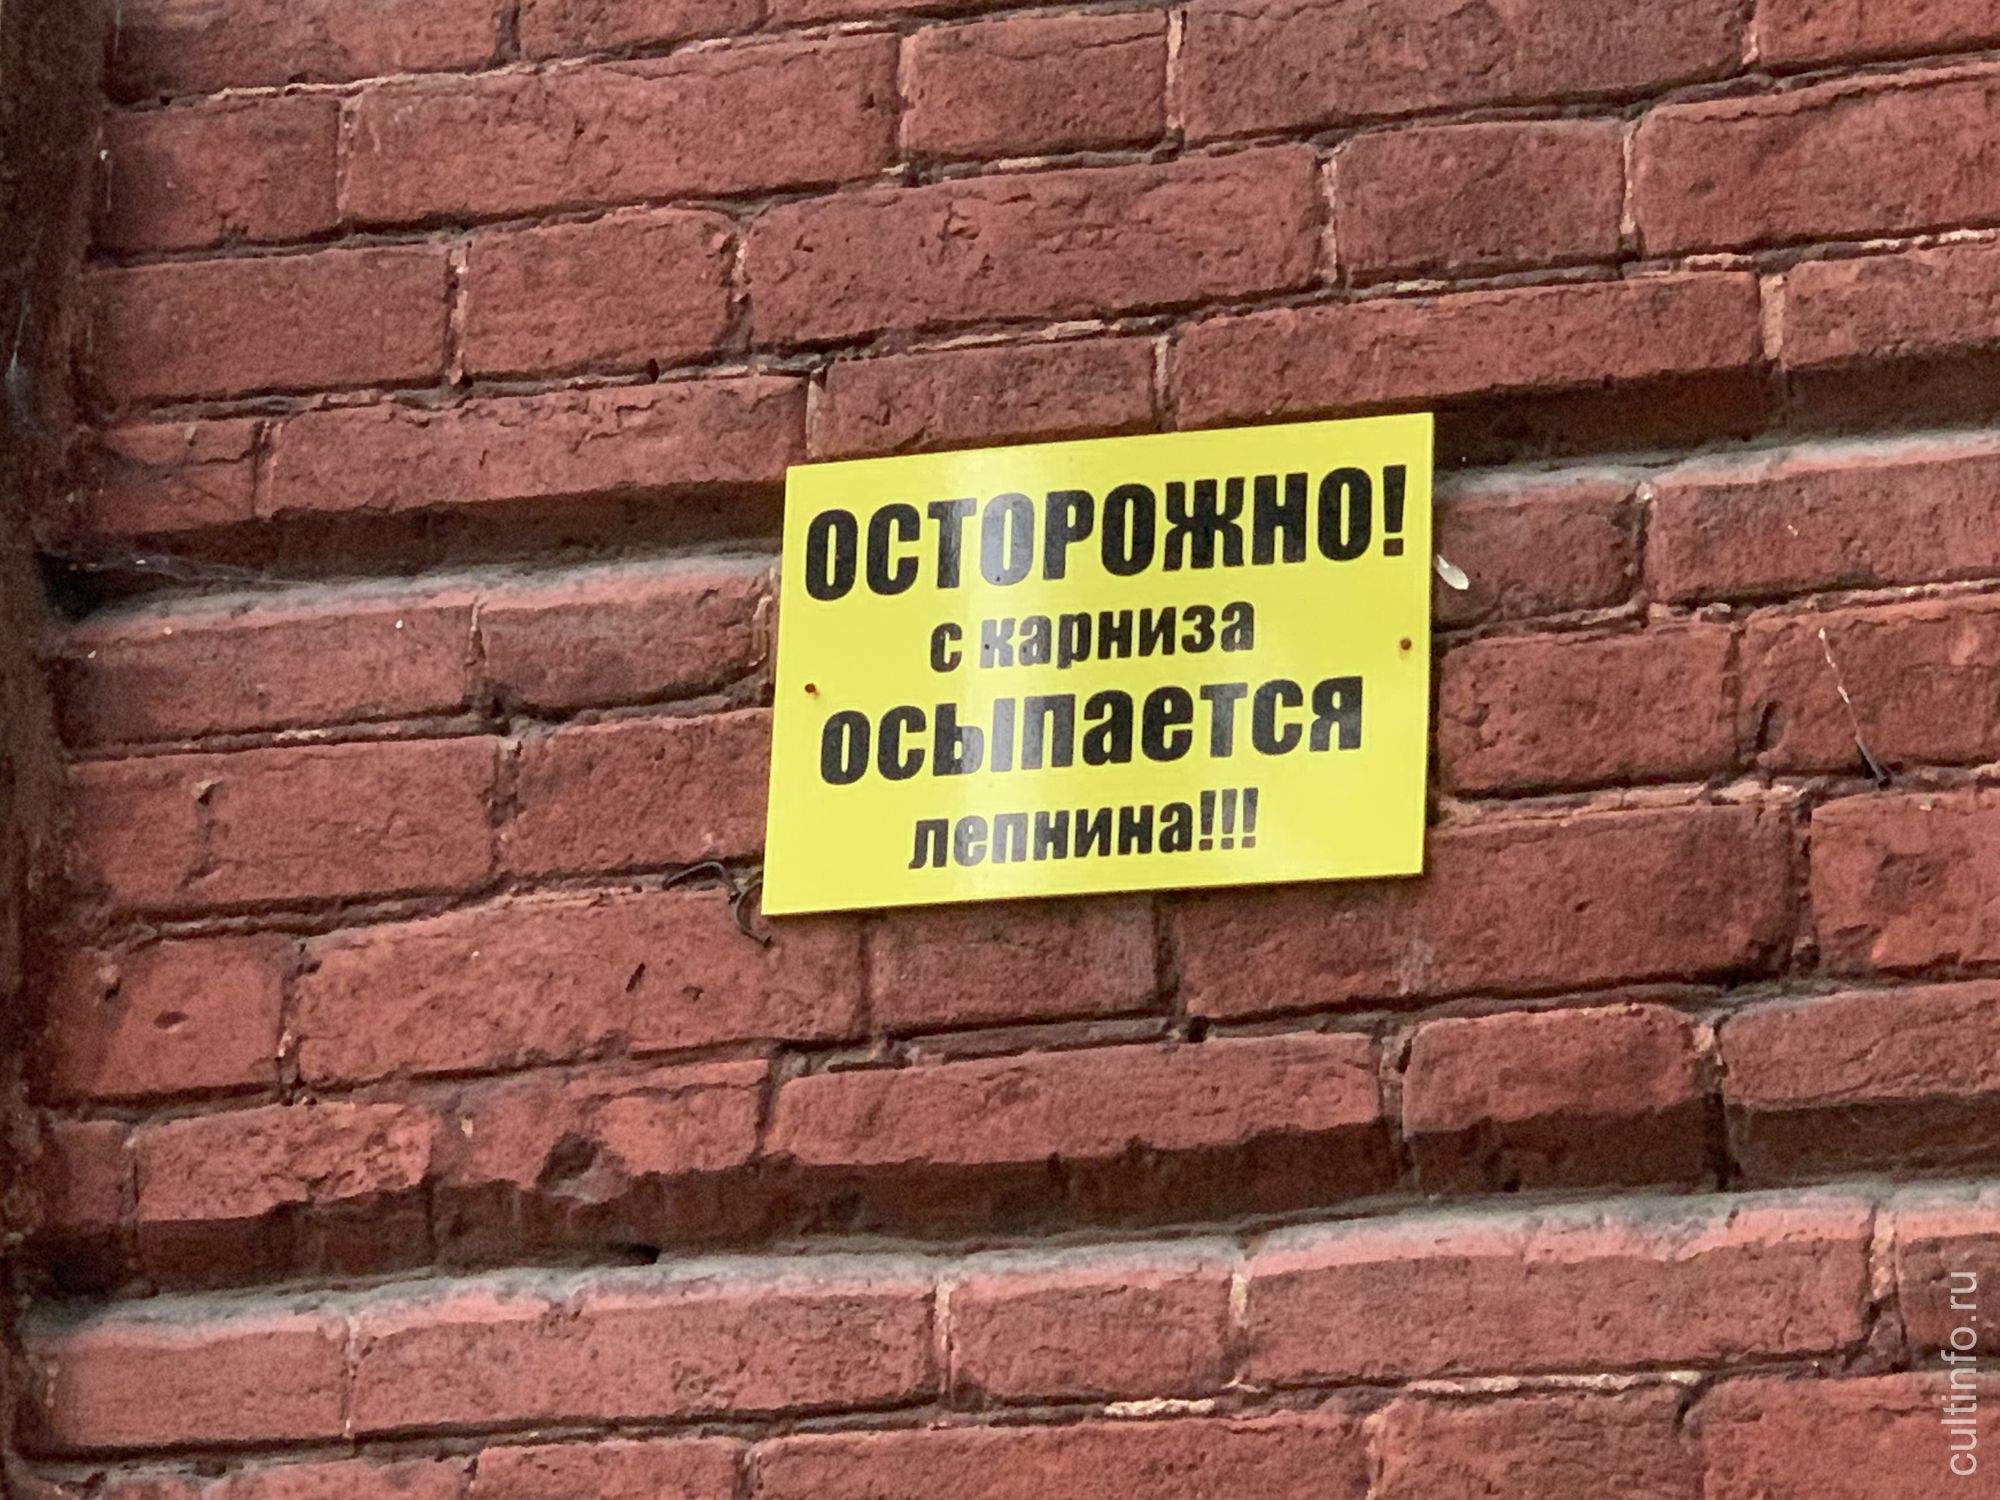 ОСТОРОЖНО!
с карниза
осыпается
лепнина!!!
cultinfo.ru